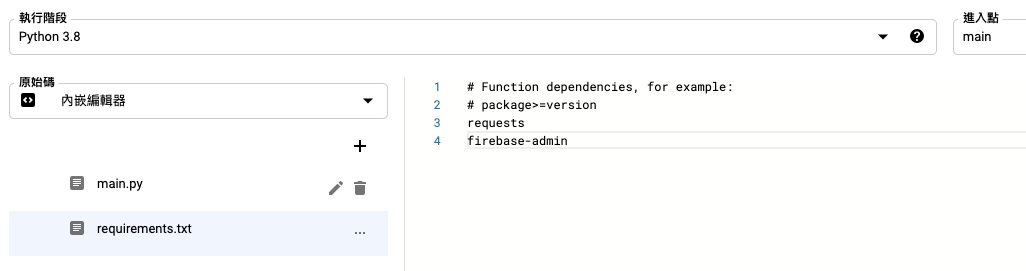 執行階段
Python 3.8
進入點
main
原始碼
內嵌編輯器
main.py
requirements.txt
...
1 # Function dependencies, for example:
2 # package>=version
3 requests
4 firebase-admin